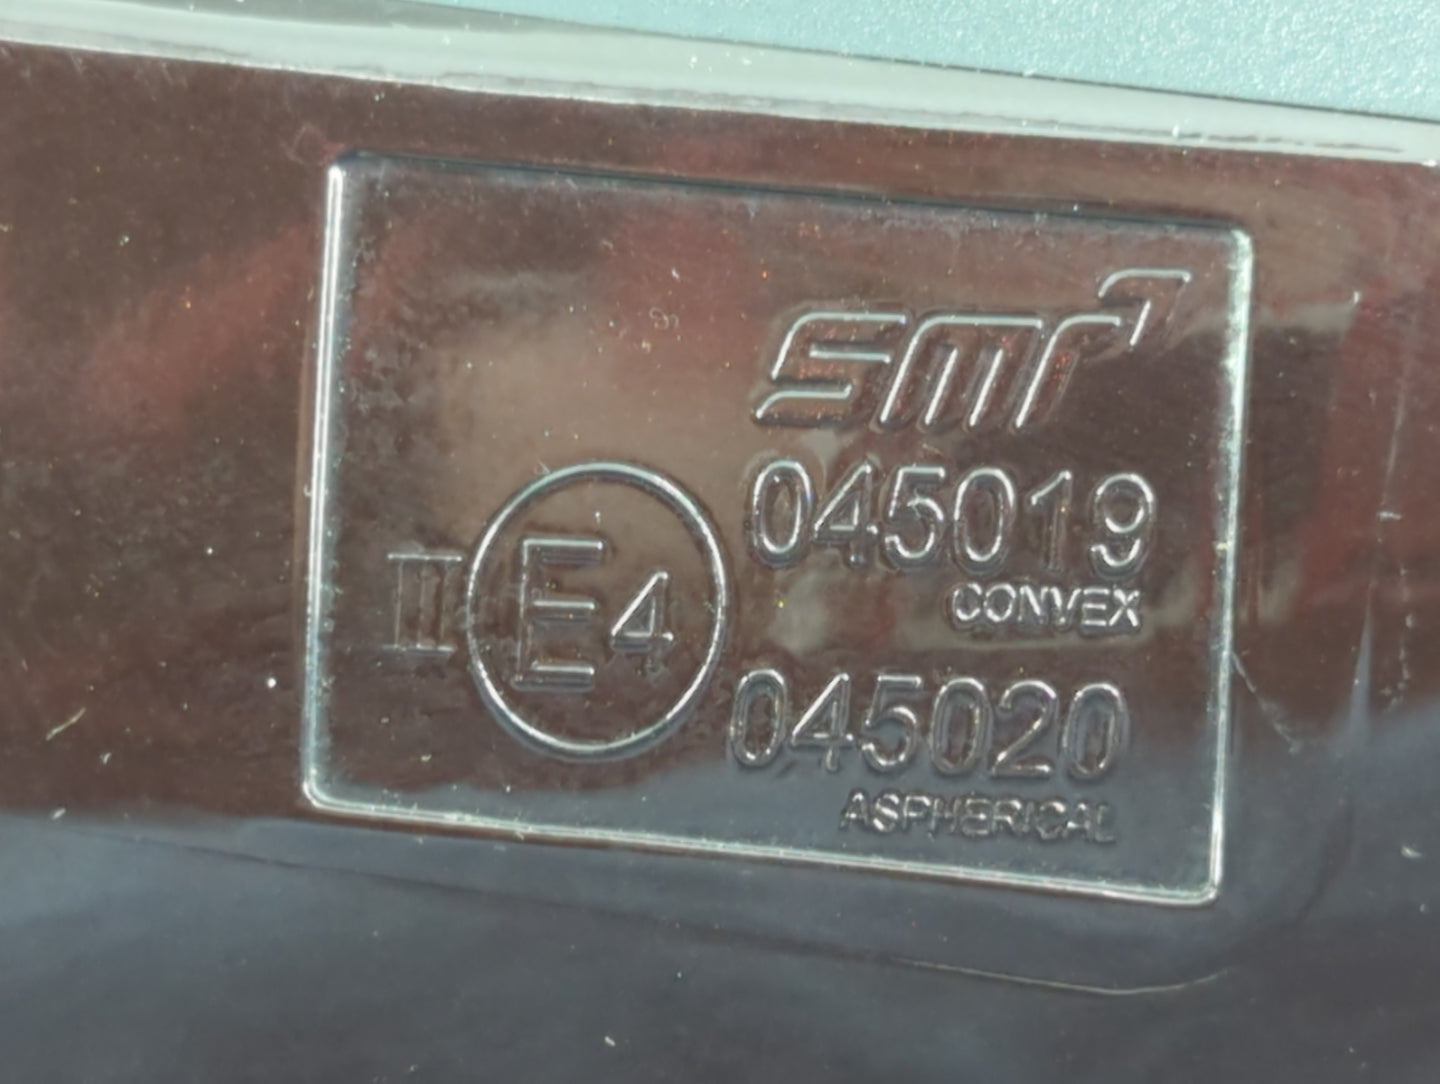 smr
045019
CONVEX
II E4
045020
ASPHERICAL